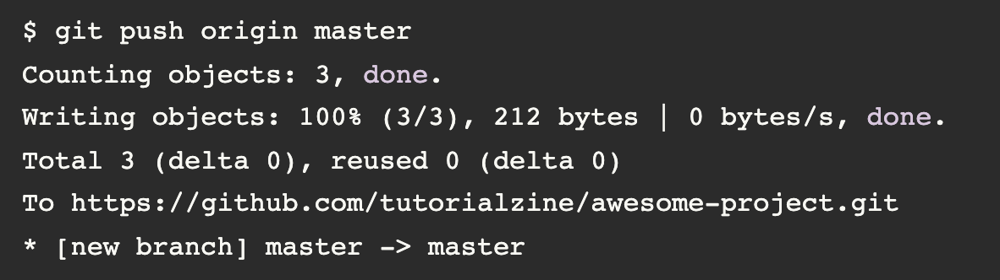 $ git push origin master
Counting objects: 3, done.
Writing objects: 100% (3/3), 212 bytes | 0 bytes/s, done.
Total 3 (delta 0), reused 0 (delta 0)
To https://github.com/tutorialzine/awesome-project.git
* [new branch] master -> master